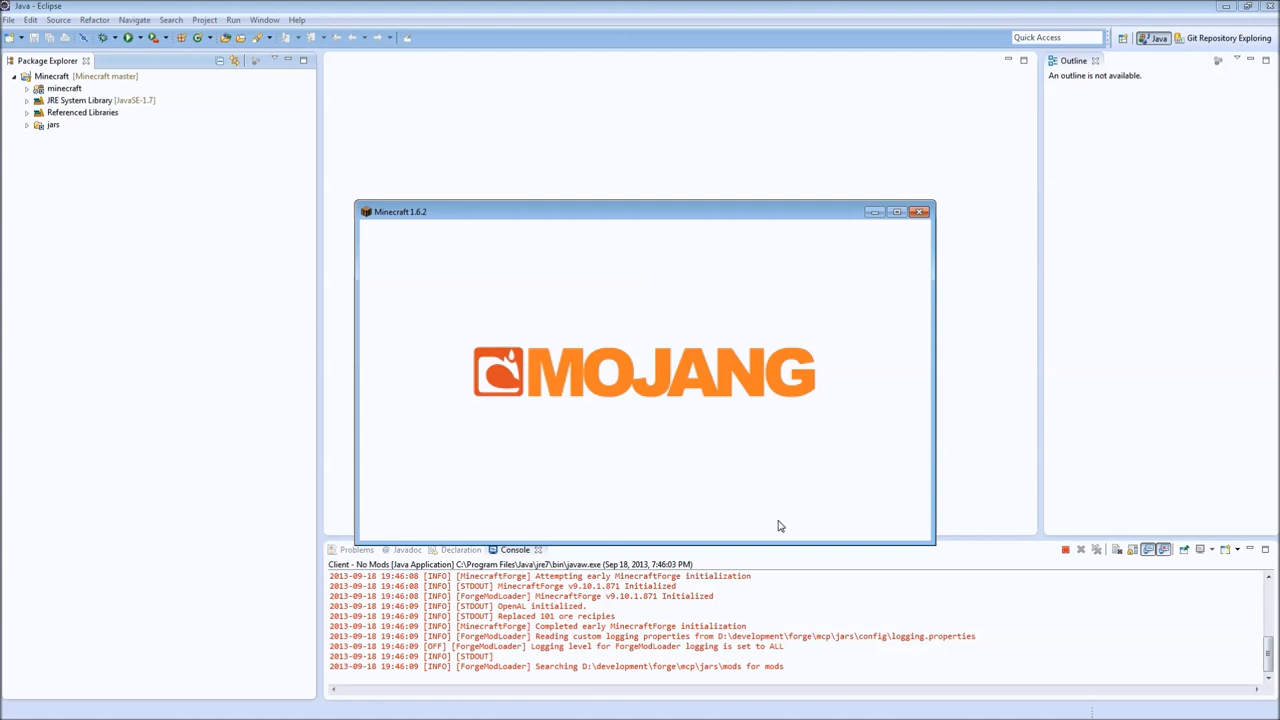 Java - Eclipse
File Edit Source Refactor Navigate Search Project Run Window Help
Quick Access
Java
Git Repository Exploring
Package Explorer
Minecraft [Minecraft master]
minecraft
JRE System Library [JavaSE-1.7]
Referenced Libraries
jars
Outline
An outline is not available.
Minecraft 1.6.2
MOJANG
Problems @ Javadoc Declaration Console
Client - No Mods [Java Application] C:\Program Files\Java\jre7\bin\javaw.exe (Sep 18, 2013, 7:46:03 PM)
2013-09-18 19:46:08 [INFO] [MinecraftForge] Attempting early MinecraftForge initialization
2013-09-18 19:46:08 [INFO] [STDOUT] MinecraftForge v9.10.1.871 Initialized
2013-09-18 19:46:08 [INFO] [ForgeModLoader] MinecraftForge v9.10.1.871 Initialized
2013-09-18 19:46:09 [INFO] [STDOUT] OpenAL initialized.
2013-09-18 19:46:09 [INFO] [STDOUT] Replaced 101 ore recipies
2013-09-18 19:46:09 [INFO] [MinecraftForge] Completed early MinecraftForge initialization
2013-09-18 19:46:09 [INFO] [ForgeModLoader] Reading custom logging properties from D:\development\forge\mcp\jars\config\logging.properties
2013-09-18 19:46:09 [OFF] [ForgeModLoader] Logging level for ForgeModLoader logging is set to ALL
2013-09-18 19:46:09 [INFO] [STDOUT]
2013-09-18 19:46:09 [INFO] [ForgeModLoader] Searching D:\development\forge\mcp\jars\mods for mods